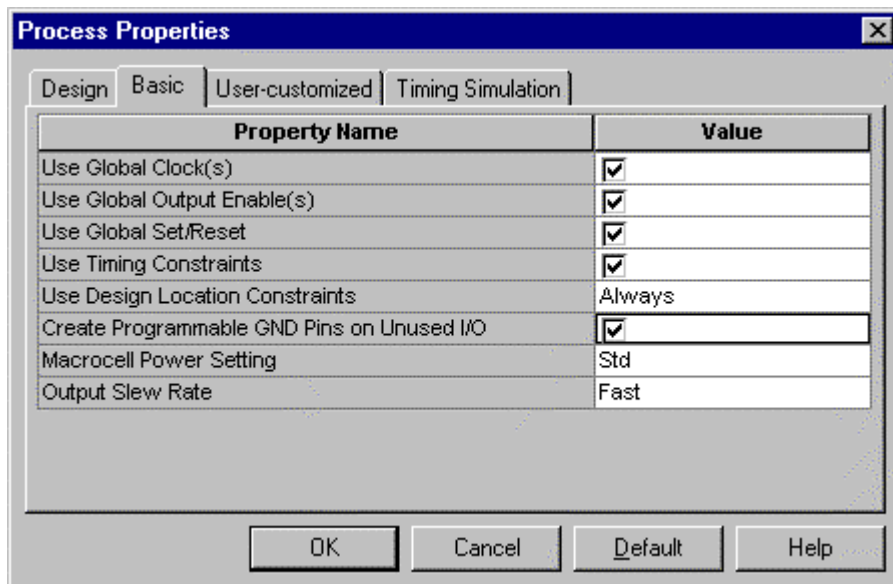 Process Properties
Design Basic User-customized Timing Simulation
Property Name Value
Use Global Clock(s)
Use Global Output Enable(s)
Use Global Set/Reset
Use Timing Constraints
Use Design Location Constraints Always
Create Programmable GND Pins on Unused I/O
Macrocell Power Setting Std
Output Slew Rate Fast
OK Cancel Default Help